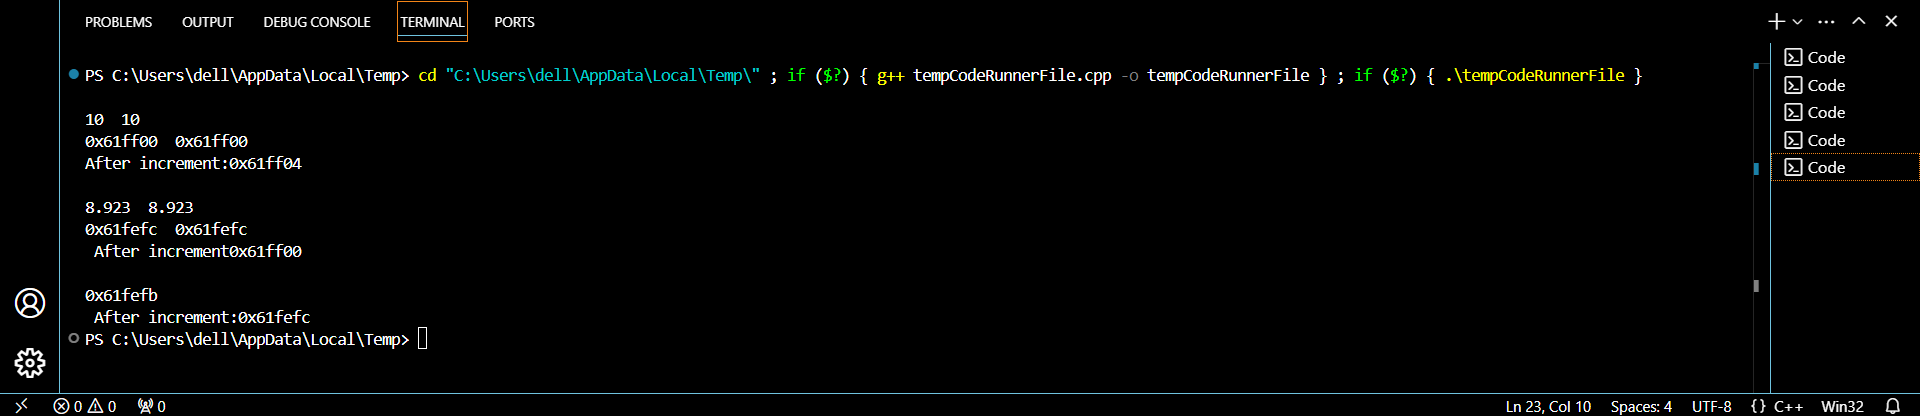 PROBLEMS OUTPUT DEBUG CONSOLE TERMINAL PORTS
PS C:\Users\dell\AppData\Local\Temp> cd "C:\Users\dell\AppData\Local\Temp\" ; if ($?) { g++ tempCodeRunnerFile.cpp -o tempCodeRunnerFile } ; if ($?) { .\tempCodeRunnerFile }
10  10
0x61ff00  0x61ff00
After increment:0x61ff04
8.923  8.923
0x61fefc  0x61fefc
 After increment0x61ff00
0x61fefb
 After increment:0x61fefc
PS C:\Users\dell\AppData\Local\Temp>
Code
Code
Code
Code
Code
0 0 0 Ln 23, Col 10 Spaces: 4 UTF-8 {} C++ Win32